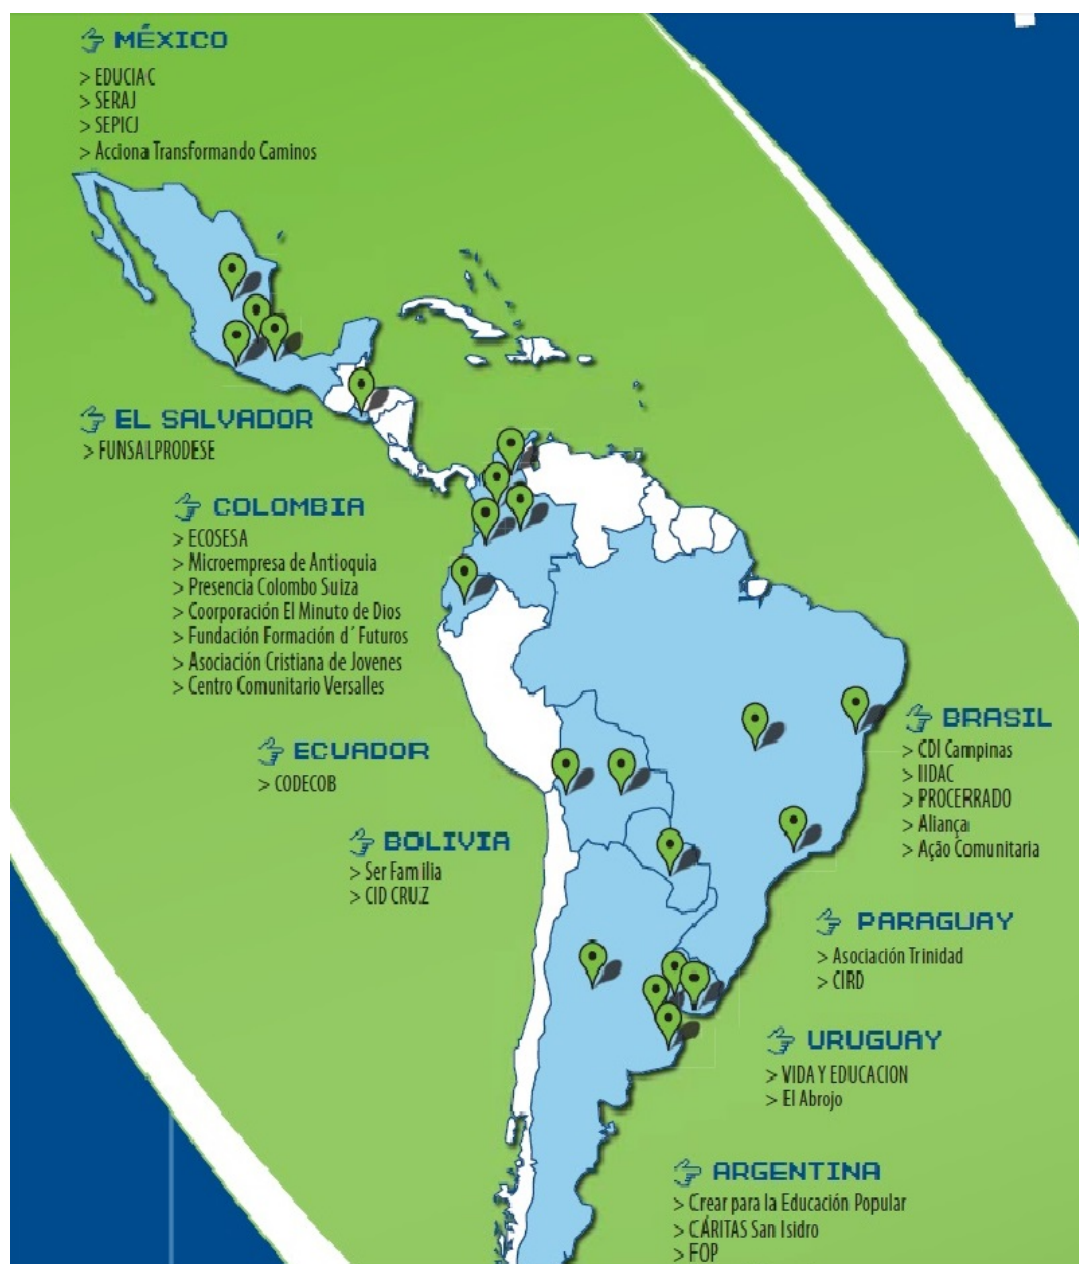 MÉXICO
> EDUCIAC
> SERAJ
> SEPICJ
> Acciona Transformando Caminos
EL SALVADOR
> FUNSALPRODESE
COLOMBIA
> ECOSESA
> Microempresa de Antioquia
> Presencia Colombo Suiza
> Coorporación El Minuto de Dios
> Fundación Formación d´ Futuros
> Asociación Cristiana de Jovenes
> Centro Comunitario Versalles
ECUADOR
> CODECOB
BOLIVIA
> Ser Familia
> CID CRUZ
BRASIL
> CDI Campinas
> IIDAC
> PROCERRADO
> Aliança
> Ação Comunitaria
PARAGUAY
> Asociación Trinidad
> CIRD
URUGUAY
> VIDA Y EDUCACION
> El Abrojo
ARGENTINA
> Crear para la Educación Popular
> CÁRITAS San Isidro
> FOP